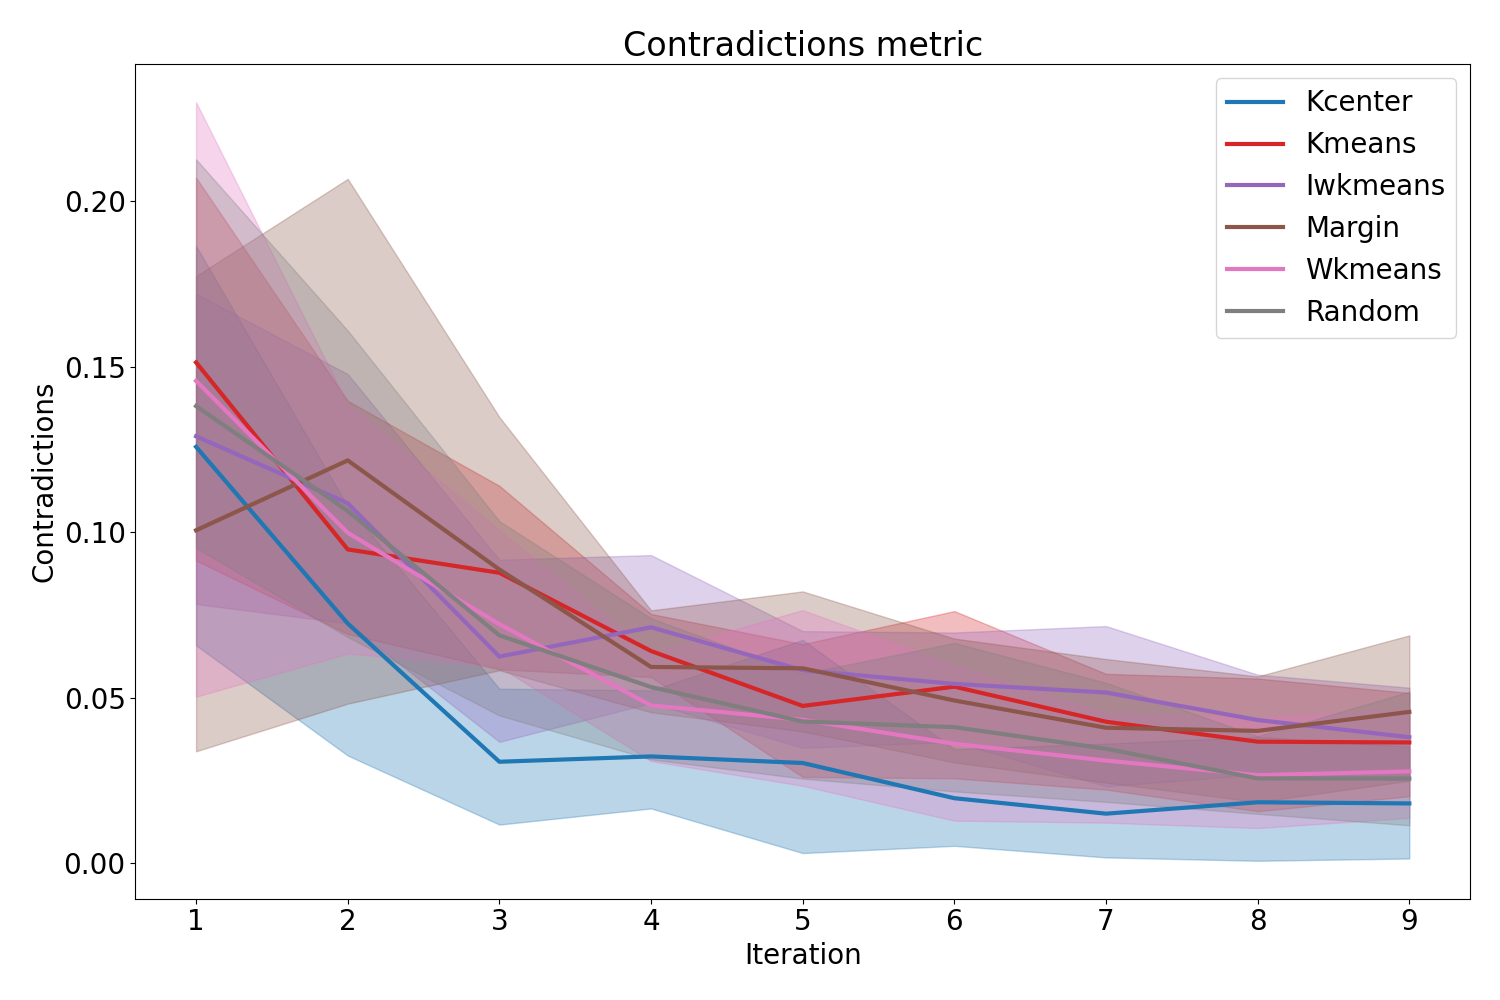 Contradictions metric
Kcenter
Kmeans
Iwkmeans
Margin
Wkmeans
Random
Contradictions
0.20
0.15
0.10
0.05
0.00
1 2 3 4 5 6 7 8 9
Iteration